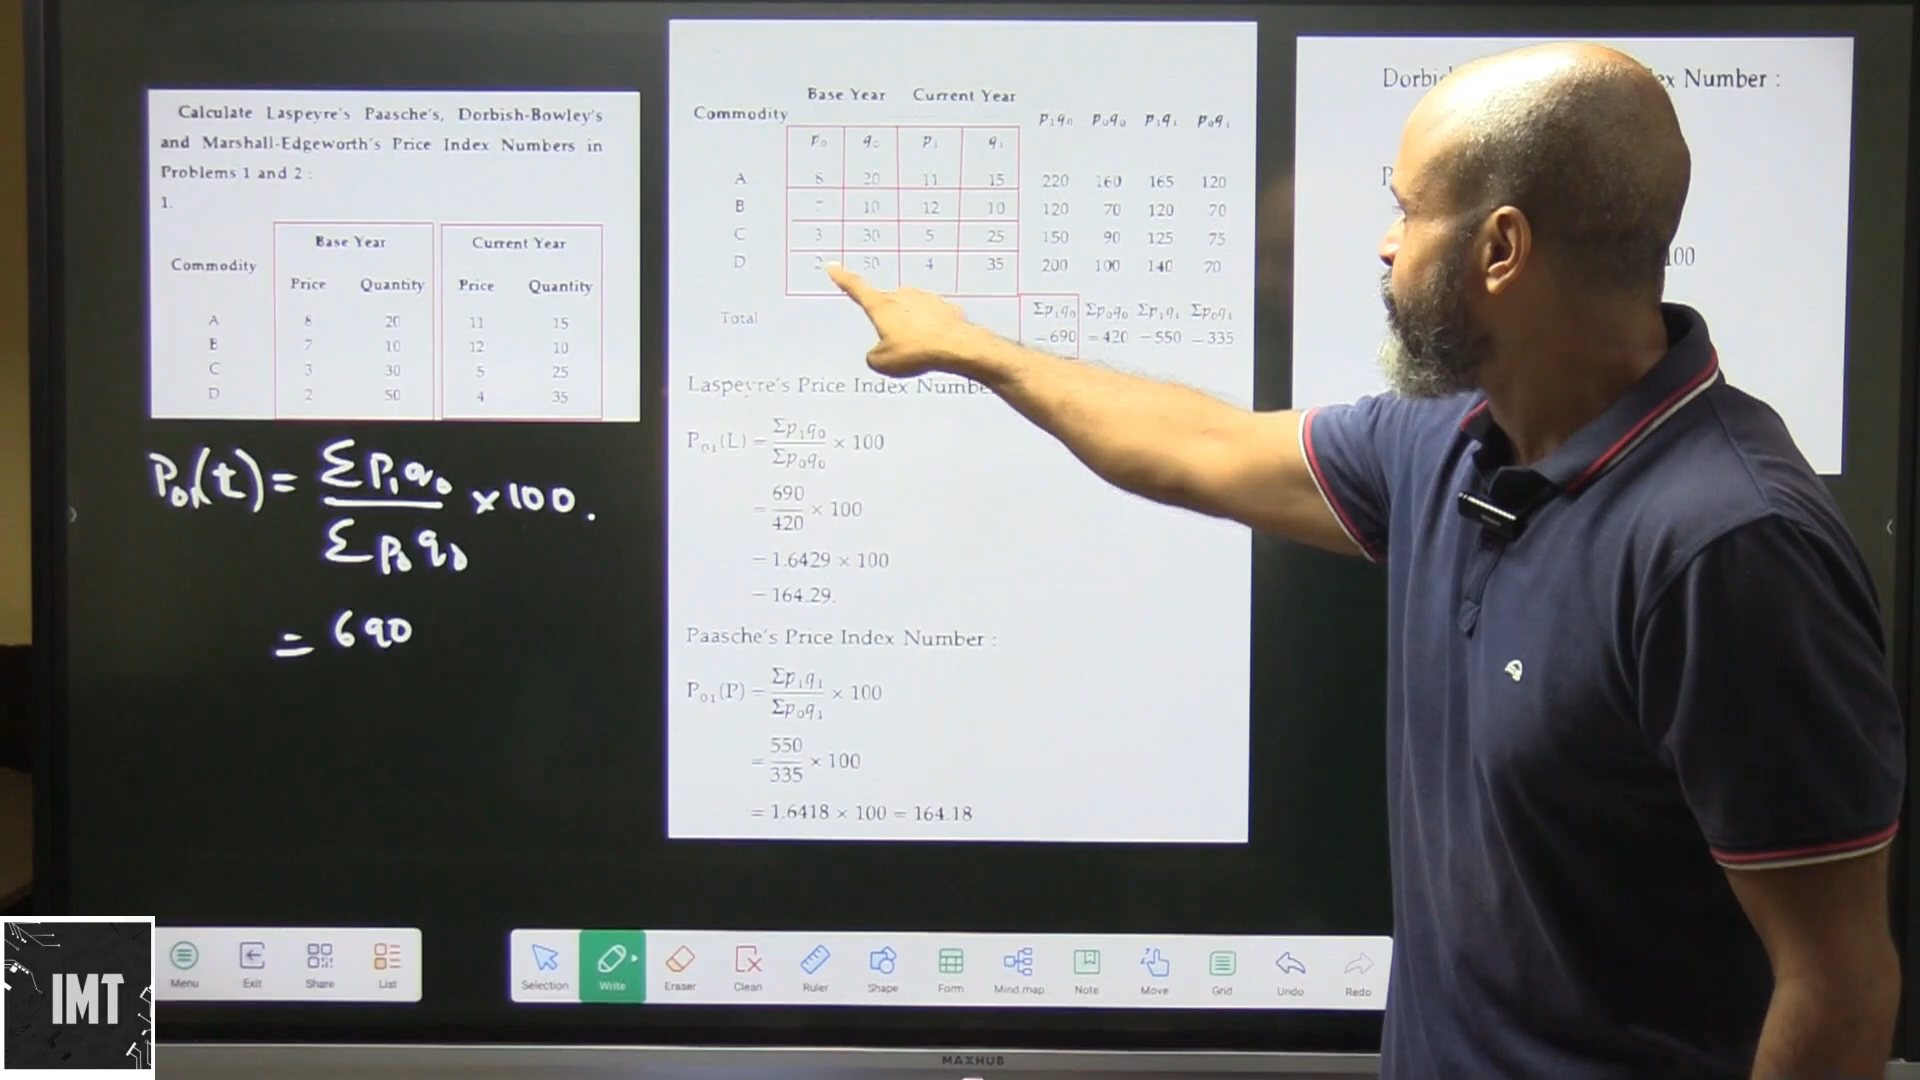 Calculate Laspeyre's Paasche's, Dorbish-Bowley's
and Marshall-Edgeworth's Price Index Numbers in
Problems 1 and 2 :
1.
Base Year Current Year
Commodity
Price Quantity Price Quantity
A 8 20 11 15
B 7 10 12 10
C 3 30 5 25
D 2 50 4 35
P₀₁(t) = Σp₁q₀ / Σp₀q₀ × 100.
= 690
Base Year Current Year
Commodity p₁q₀ p₀q₀ p₁q₁ p₀q₁
p₀ q₀ p₁ q₁
A 8 20 11 15 220 160 165 120
B 7 10 12 10 120 70 120 70
C 3 30 5 25 150 90 125 75
D 2 50 4 35 200 100 140 70
Σp₁q₀ Σp₀q₀ Σp₁q₁ Σp₀q₁
Total
=690 =420 =550 =335
Laspeyre's Price Index
P₀₁(L) = Σp₁q₀ / Σp₀q₀ × 100
= 690 / 420 × 100
= 1.6429 × 100
= 164.29.
Paasche's Price Index Number :
P₀₁(P) = Σp₁q₁ / Σp₀q₁ × 100
= 550 / 335 × 100
= 1.6418 × 100 = 164.18
Number :
100
Menu Exit Share List
Selection Write Eraser Clean Ruler Shape Form Mind map Note Move Grid Undo Redo
MAXHUB
IMT